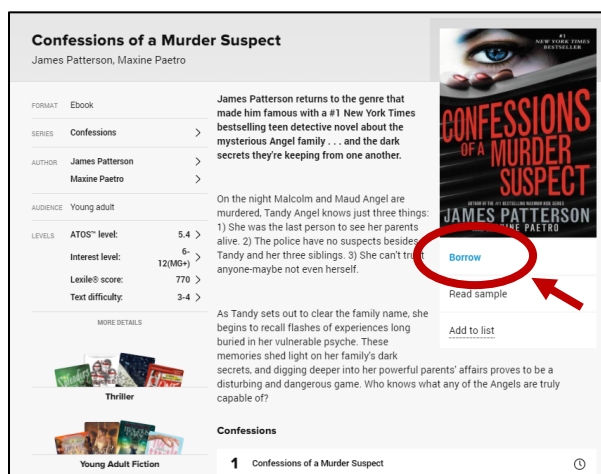 Confessions of a Murder Suspect
James Patterson, Maxine Paetro
FORMAT Ebook
SERIES Confessions
AUTHOR James Patterson
Maxine Paetro
AUDIENCE Young adult
LEVELS ATOS™ level: 5.4
Interest level: 6-
12(MG+)
Lexile® score: 770
Text difficulty: 3-4
MORE DETAILS
Thriller
Young Adult Fiction
James Patterson returns to the genre that
made him famous with a #1 New York Times
bestselling teen detective novel about the
mysterious Angel family . . . and the dark
secrets they're keeping from one another.
On the night Malcolm and Maud Angel are
murdered, Tandy Angel knows just three things:
1) She was the last person to see her parents
alive. 2) The police have no suspects besides
Tandy and her three siblings. 3) She can't trust
anyone-maybe not even herself.
As Tandy sets out to clear the family name, she
begins to recall flashes of experiences long
buried in her vulnerable psyche. These
memories shed light on her family's dark
secrets, and digging deeper into her powerful parents' affairs proves to be a
disturbing and dangerous game. Who knows what any of the Angels are truly
capable of?
Confessions
1 Confessions of a Murder Suspect
#1
NEW YORK TIMES
BESTSELLER
CONFESSIONS
OF A MURDER
SUSPECT
JAMES PATTERSON
MAXINE PAETRO
Borrow
Read sample
Add to list